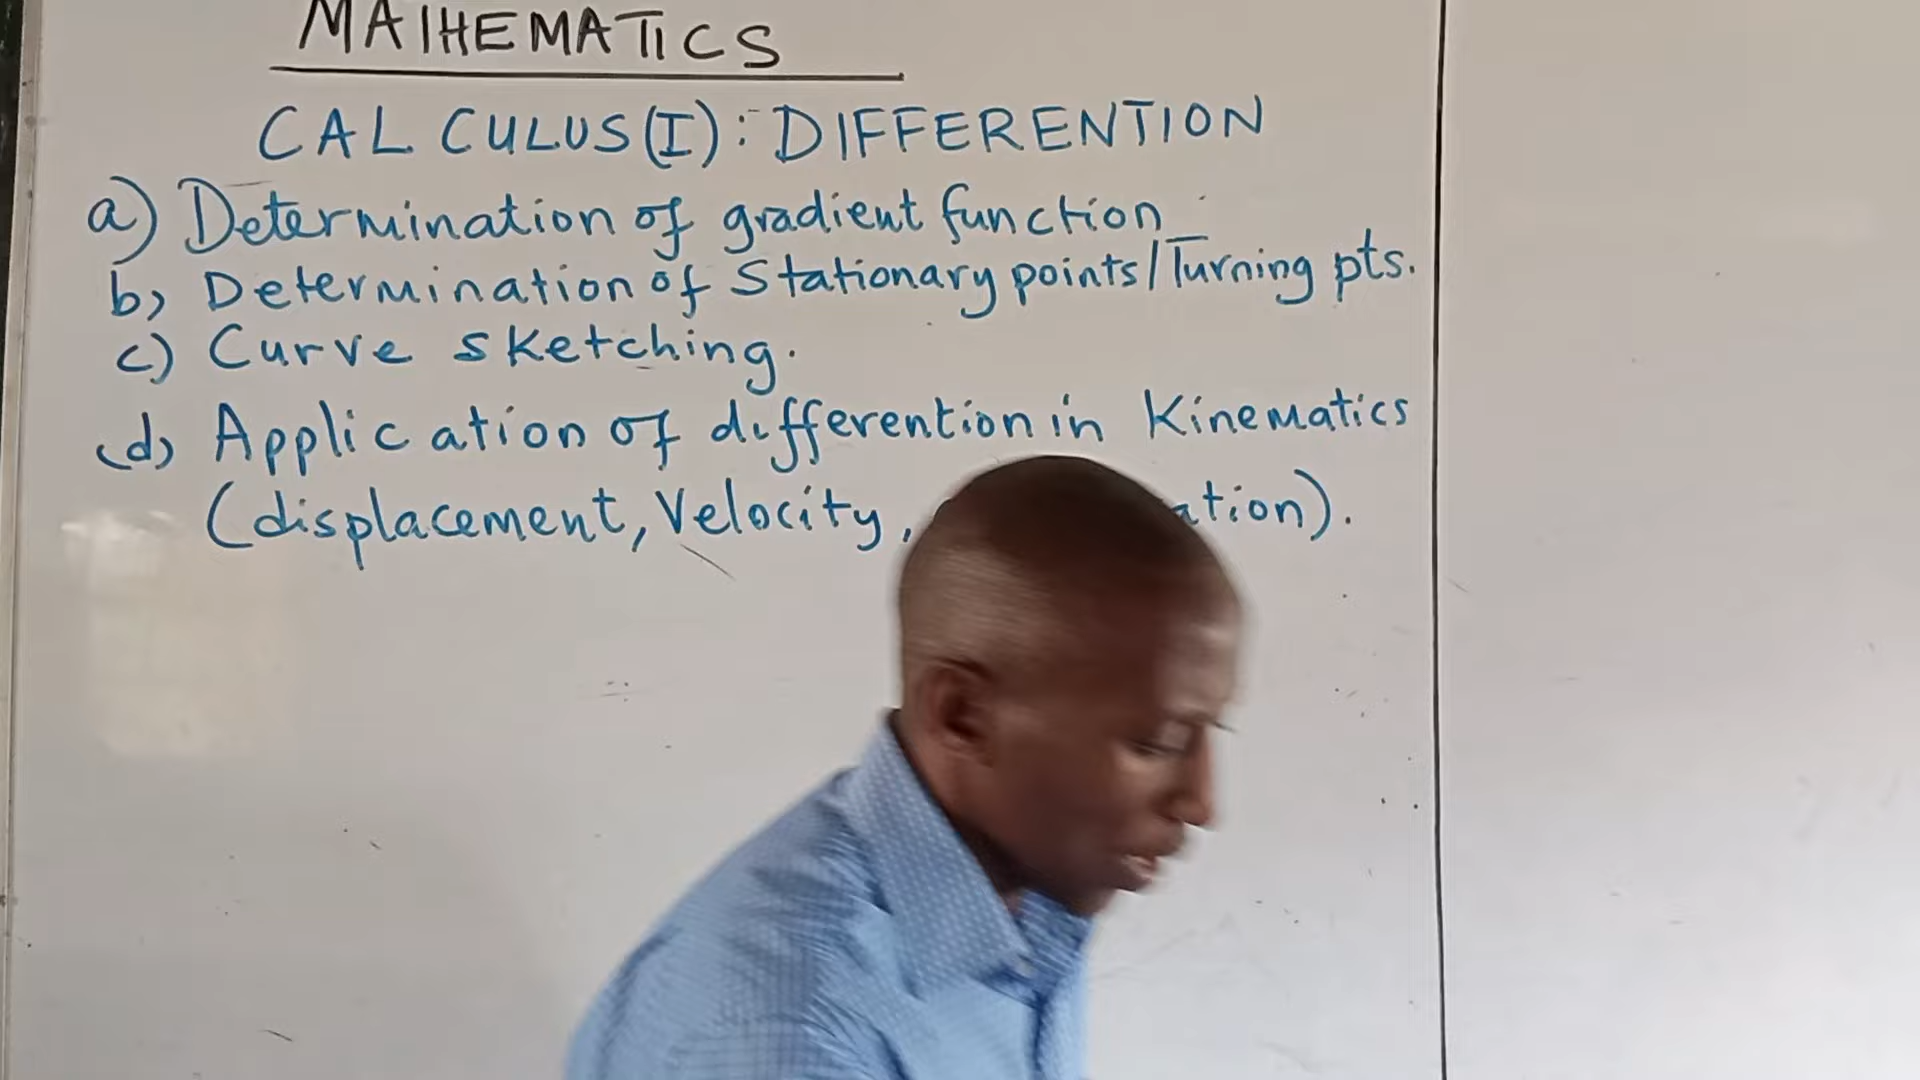 MATHEMATICS
CALCULUS(I): DIFFERENTION
a) Determination of gradient function
b) Determination of Stationary points/Turning pts.
c) Curve sketching.
(d) Application of differention in Kinematics
(displacement, Velocity, ation).